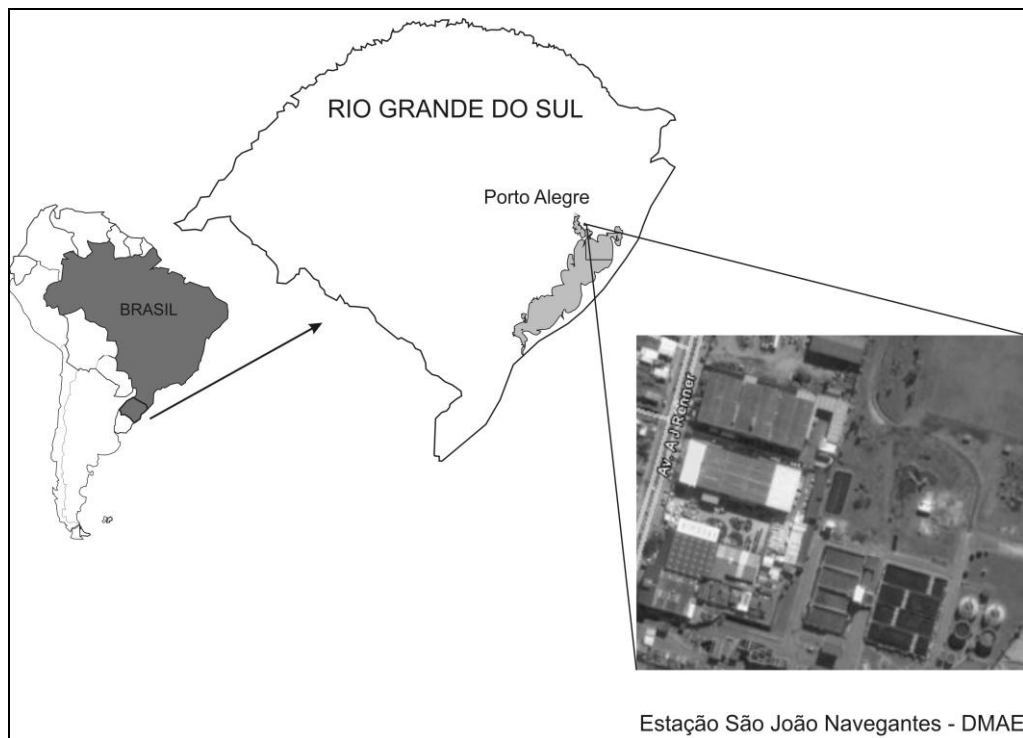 RIO GRANDE DO SUL
Porto Alegre
BRASIL
Av. A J Renner
Estação São João Navegantes - DMAE